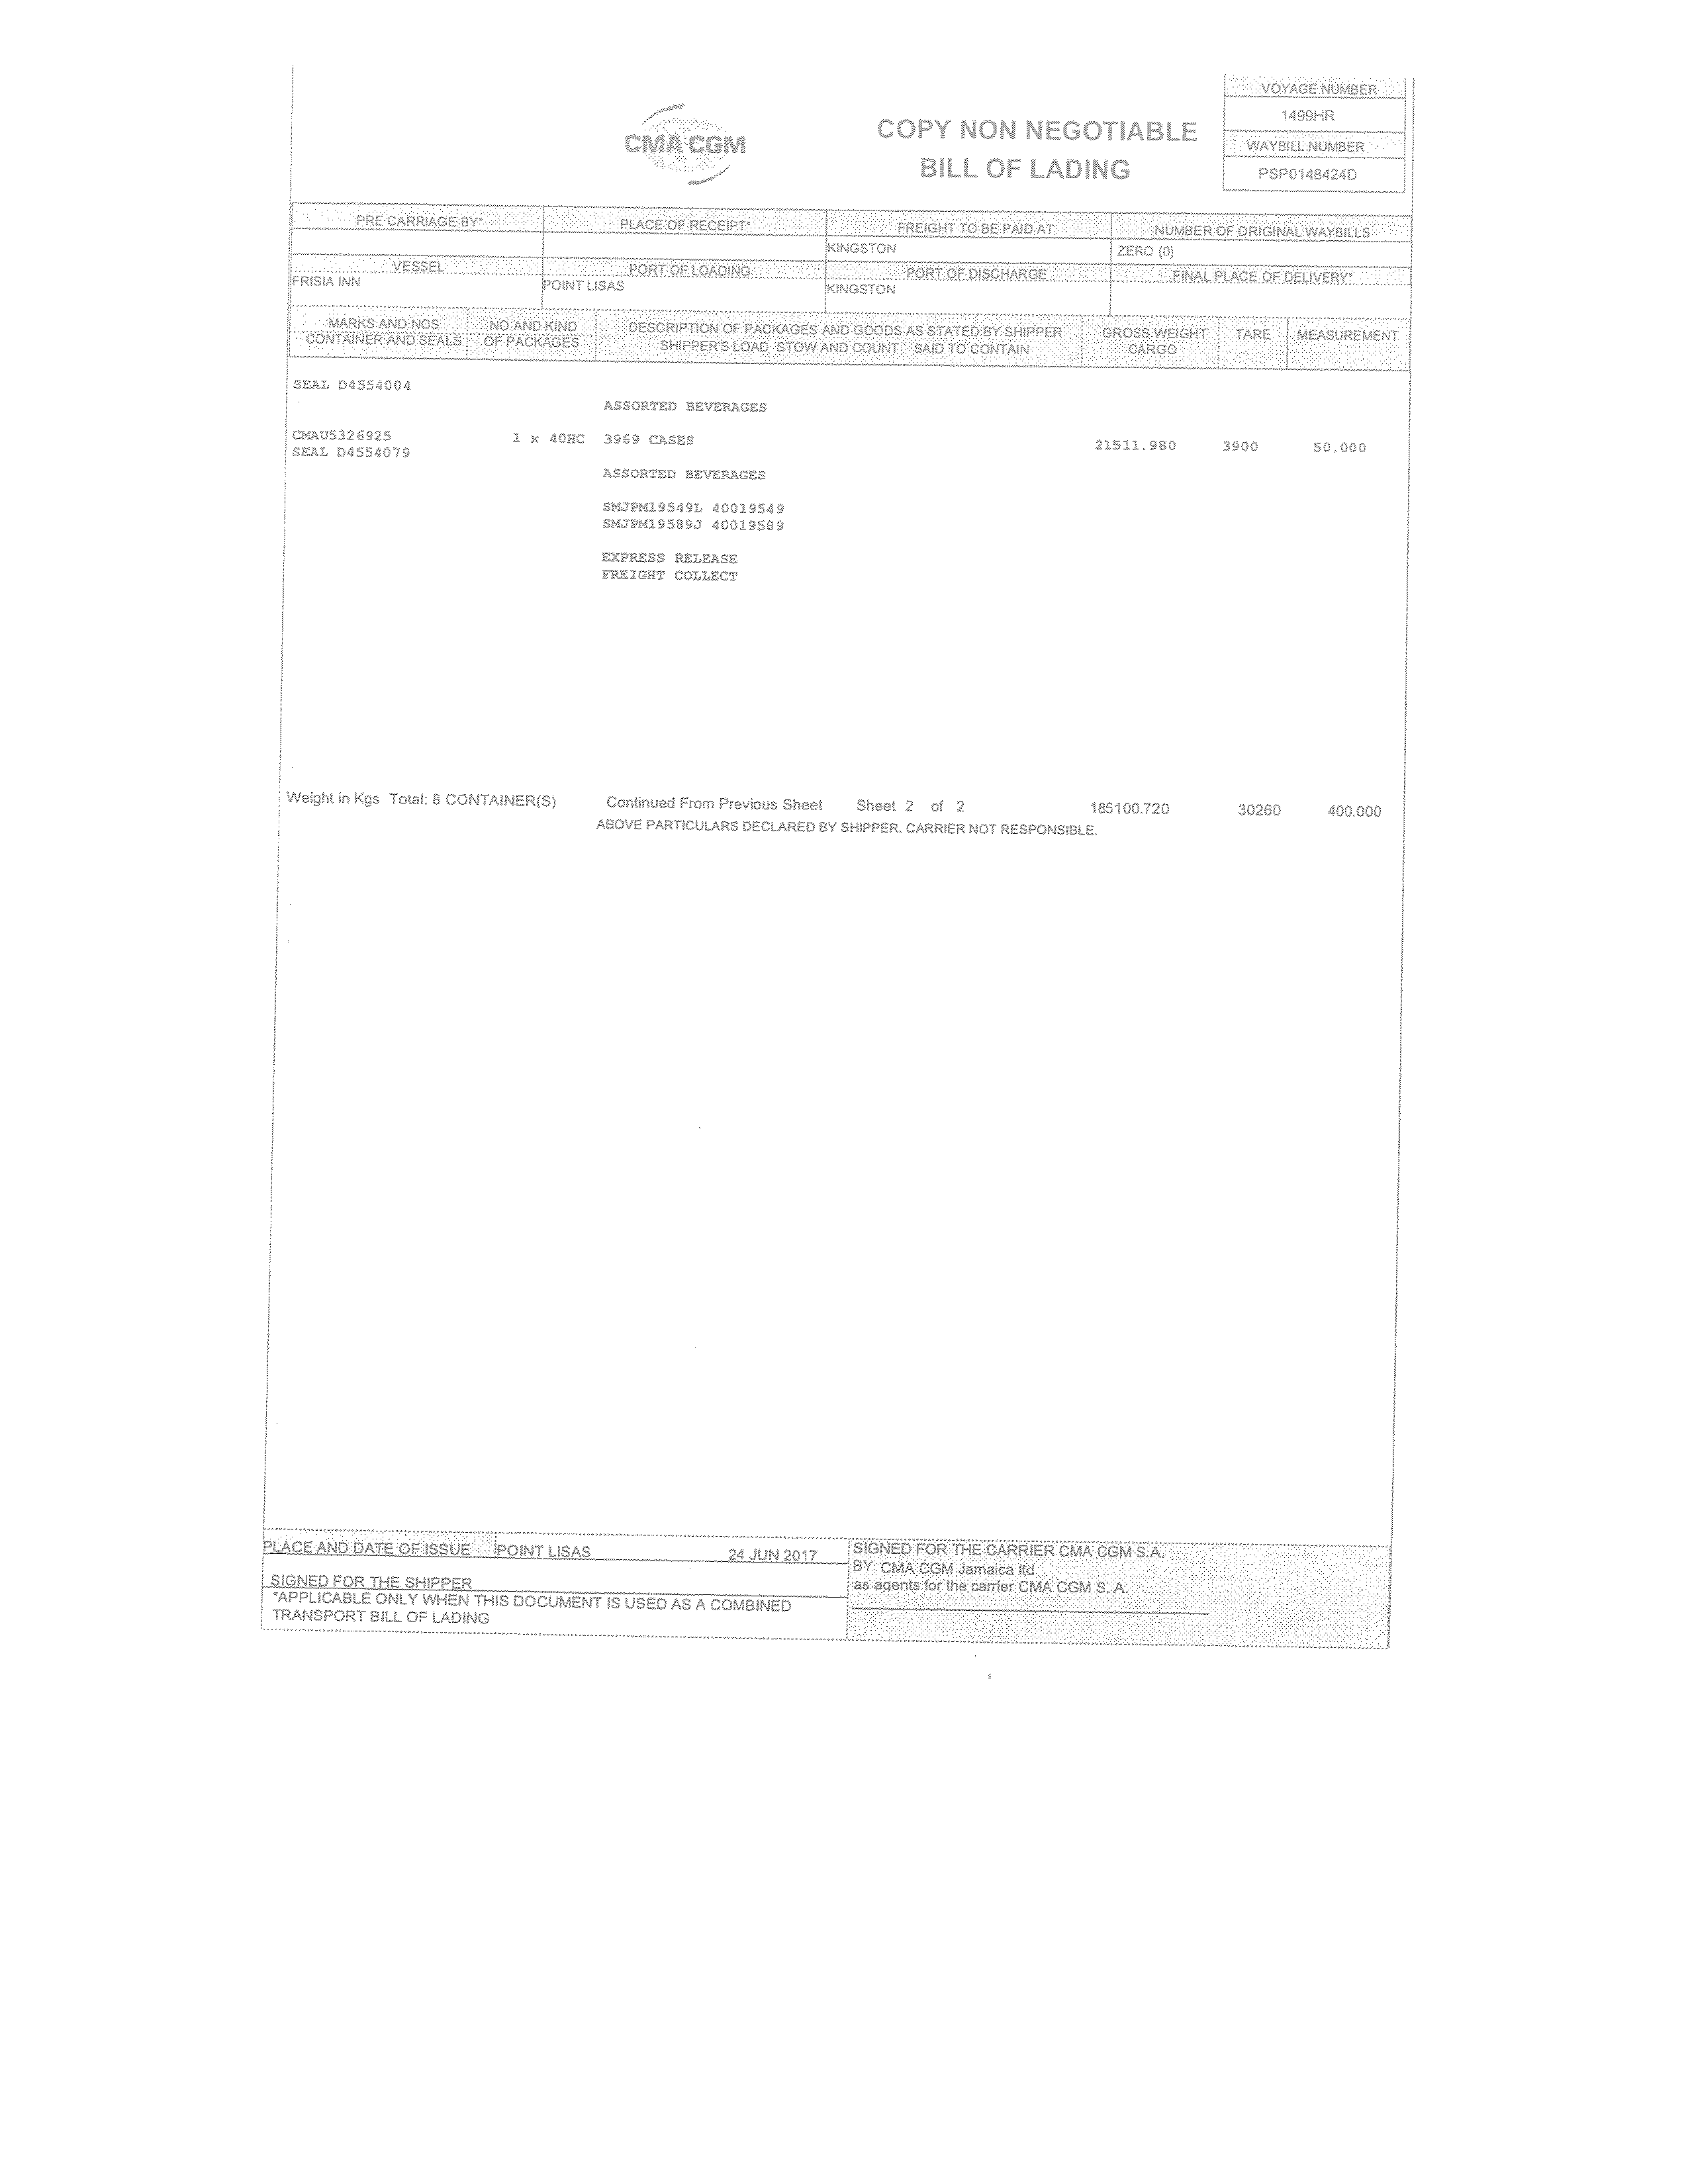 VOYAGE NUMBER
1499HR
WAYBILL NUMBER
PSP0148424D
CMA CGM
COPY NON NEGOTIABLE
BILL OF LADING
PRE CARRIAGE BY* PLACE OF RECEIPT* FREIGHT TO BE PAID AT NUMBER OF ORIGINAL WAYBILLS
KINGSTON ZERO (0)
VESSEL PORT OF LOADING PORT OF DISCHARGE FINAL PLACE OF DELIVERY*
FRISIA INN POINT LISAS KINGSTON
MARKS AND NOS NO AND KIND DESCRIPTION OF PACKAGES AND GOODS AS STATED BY SHIPPER GROSS WEIGHT TARE MEASUREMENT
CONTAINER AND SEALS OF PACKAGES SHIPPER'S LOAD STOW AND COUNT SAID TO CONTAIN CARGO
SEAL D4554004
ASSORTED BEVERAGES
CMAU5326925 1 x 40HC 3969 CASES 21511.980 3900 50.000
SEAL D4554079
ASSORTED BEVERAGES
SMJPM19549L 40019549
SMJPM19589J 40019589
EXPRESS RELEASE
FREIGHT COLLECT
Weight in Kgs Total: 8 CONTAINER(S) Continued From Previous Sheet Sheet 2 of 2 185100.720 30260 400.000
ABOVE PARTICULARS DECLARED BY SHIPPER. CARRIER NOT RESPONSIBLE.
PLACE AND DATE OF ISSUE POINT LISAS 24 JUN 2017
SIGNED FOR THE SHIPPER
*APPLICABLE ONLY WHEN THIS DOCUMENT IS USED AS A COMBINED
TRANSPORT BILL OF LADING
SIGNED FOR THE CARRIER CMA CGM S.A.
BY CMA CGM Jamaica ltd
as agents for the carrier CMA CGM S. A.